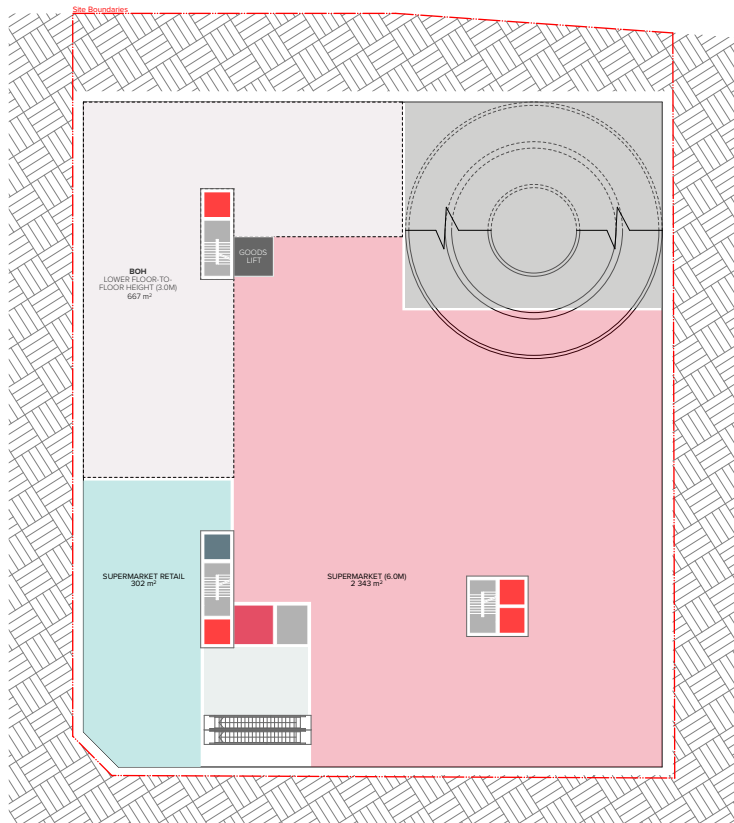 Site Boundaries
GOODS
LIFT
BOH
LOWER FLOOR-TO-
FLOOR HEIGHT (3.0M)
667 m²
SUPERMARKET RETAIL
302 m²
SUPERMARKET (6.0M)
2 343 m²